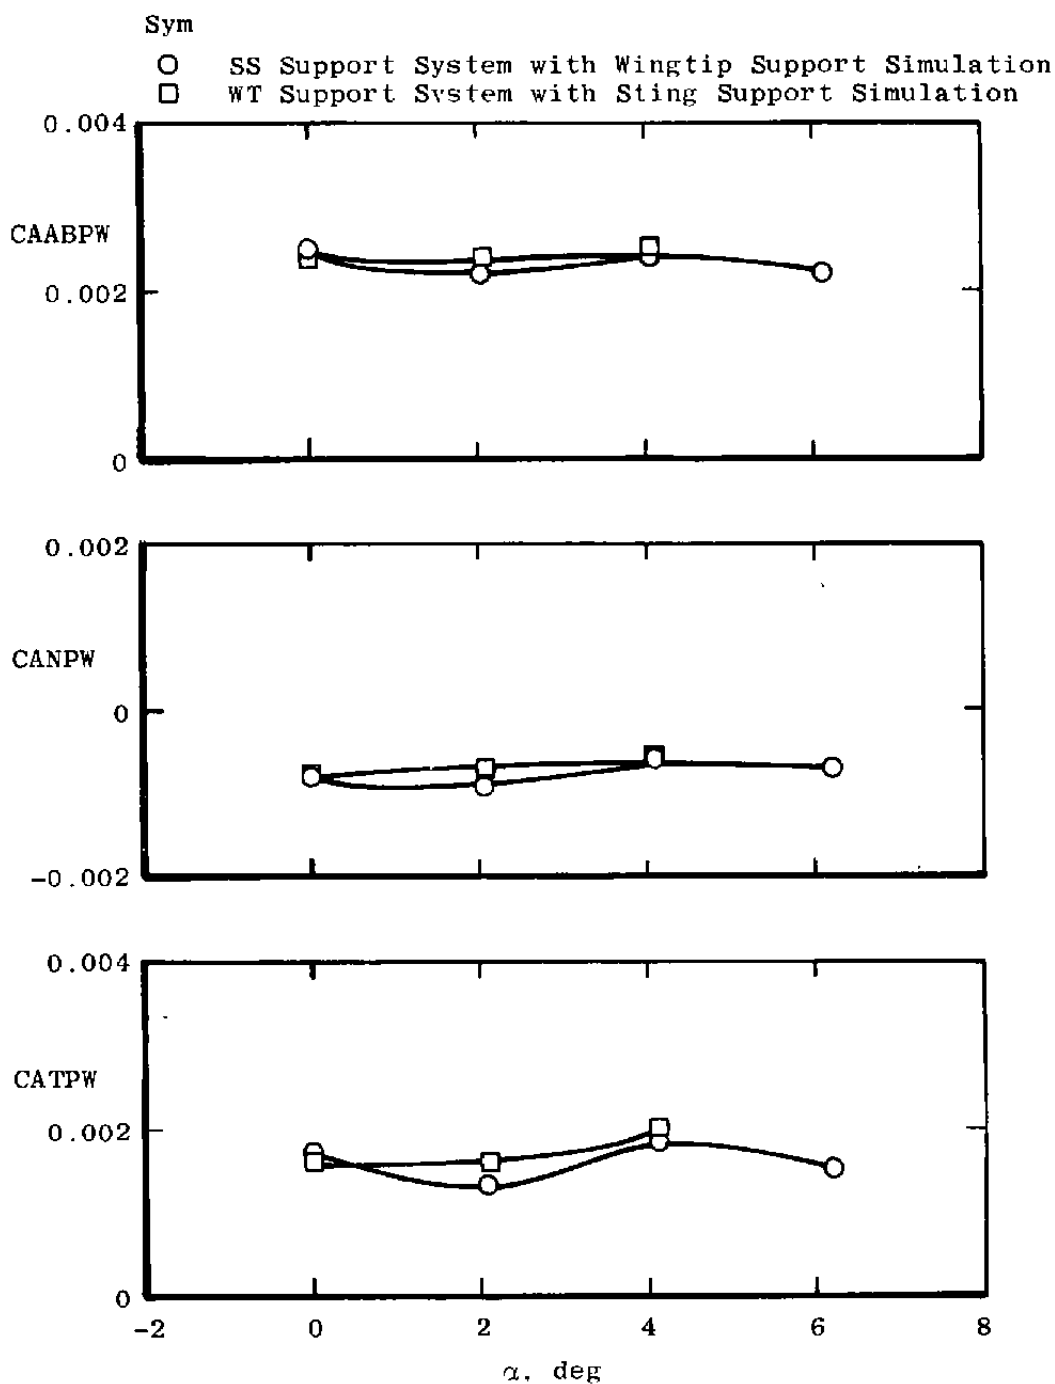 Sym
○ SS Support System with Wingtip Support Simulation
□ WT Support System with Sting Support Simulation
0.004
CAABPW
0.002
0
0.002
CANPW
0
-0.002
0.004
CATPW
0.002
0
-2 0 2 4 6 8
α, deg